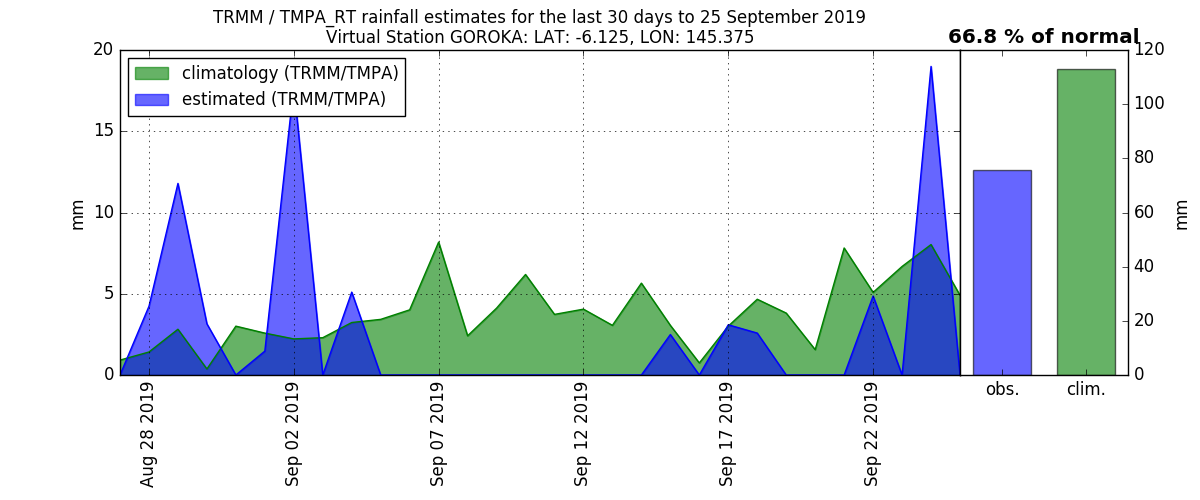 TRMM / TMPA_RT rainfall estimates for the last 30 days to 25 September 2019
Virtual Station GOROKA: LAT: -6.125, LON: 145.375
66.8 % of normal
climatology (TRMM/TMPA)
estimated (TRMM/TMPA)
20
15
10
5
0
mm
Aug 28 2019
Sep 02 2019
Sep 07 2019
Sep 12 2019
Sep 17 2019
Sep 22 2019
120
100
80
60
40
20
0
mm
obs.
clim.